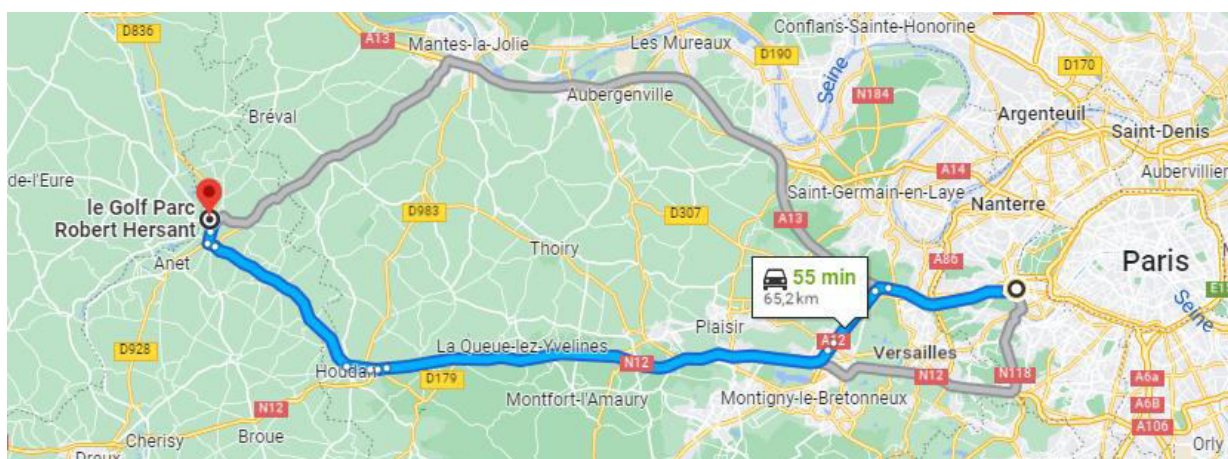 D836
A13
Mantes-la-Jolie
Les Mureaux
Conflans-Sainte-Honorine
D190
Seine
D170
N184
Aubergenville
Bréval
Argenteuil
Saint-Denis
Aubervillier
A14
de-l'Eure
le Golf Parc
Robert Hersant
Saint-Germain-en-Laye
Nanterre
D983
D307
A13
Thoiry
A86
Paris
Anet
55 min
65,2 km
E1
Seine
Plaisir
A12
Versailles
D928
La Queue-lez-Yvelines
N12
Houdan
D179
N12
N118
A6a
Montfort-l'Amaury
Montigny-le-Bretonneux
N12
A6B
A106
Cherisy
Broue
Orly
Dreux